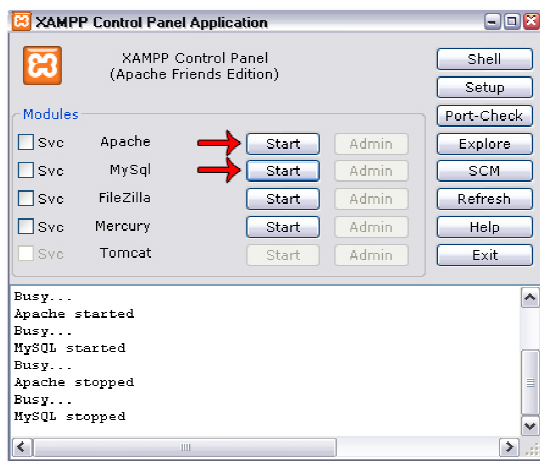 XAMPP Control Panel Application
XAMPP Control Panel
(Apache Friends Edition)
Shell
Setup
Port-Check
Explore
SCM
Refresh
Help
Exit
Modules
Svc Apache Start Admin
Svc MySql Start Admin
Svc FileZilla Start Admin
Svc Mercury Start Admin
Svc Tomcat Start Admin
Busy...
Apache started
Busy...
MySQL started
Busy...
Apache stopped
Busy...
MySQL stopped